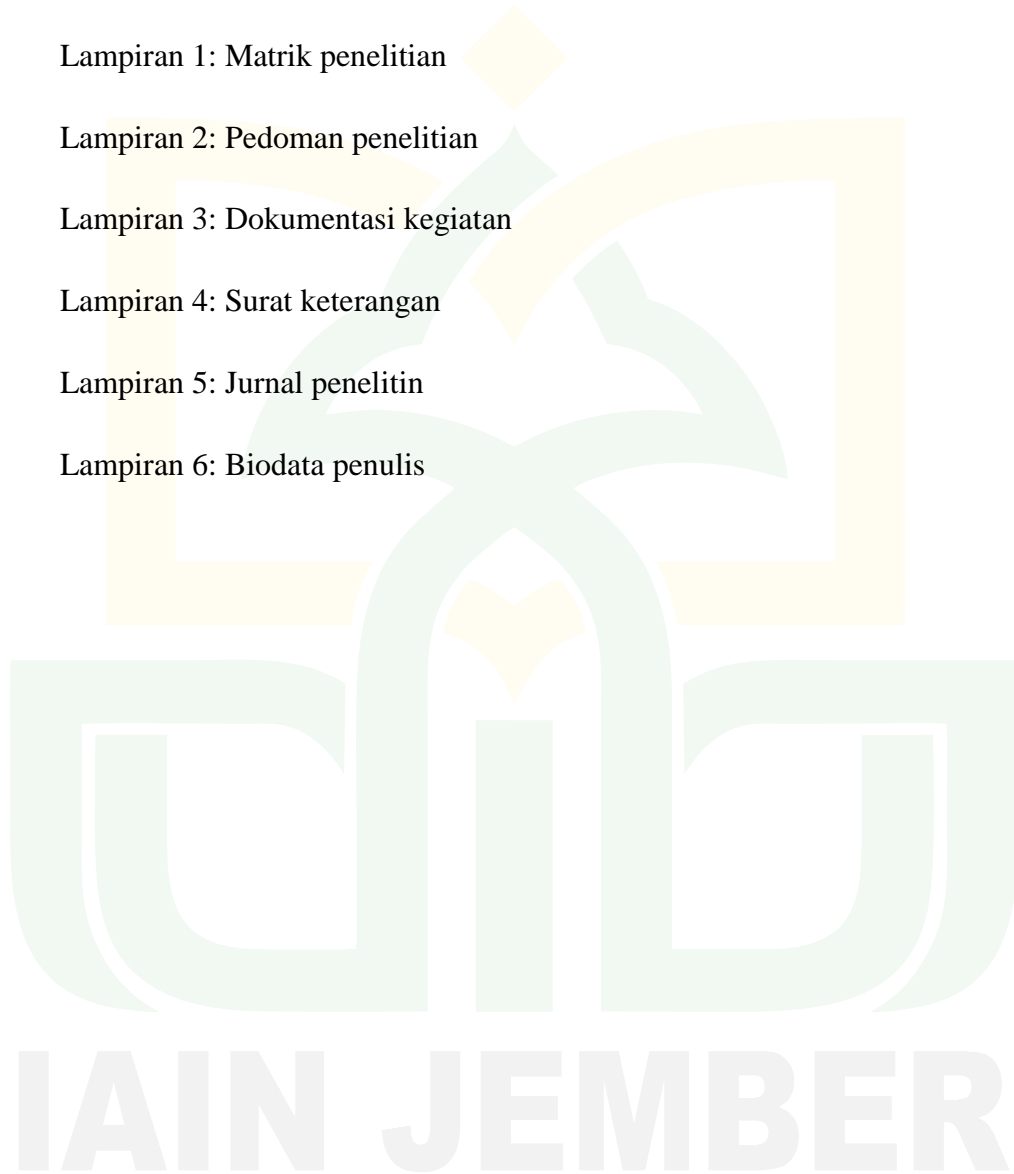 Lampiran 1: Matrik penelitian
Lampiran 2: Pedoman penelitian
Lampiran 3: Dokumentasi kegiatan
Lampiran 4: Surat keterangan
Lampiran 5: Jurnal penelitin
Lampiran 6: Biodata penulis
IAIN JEMBER